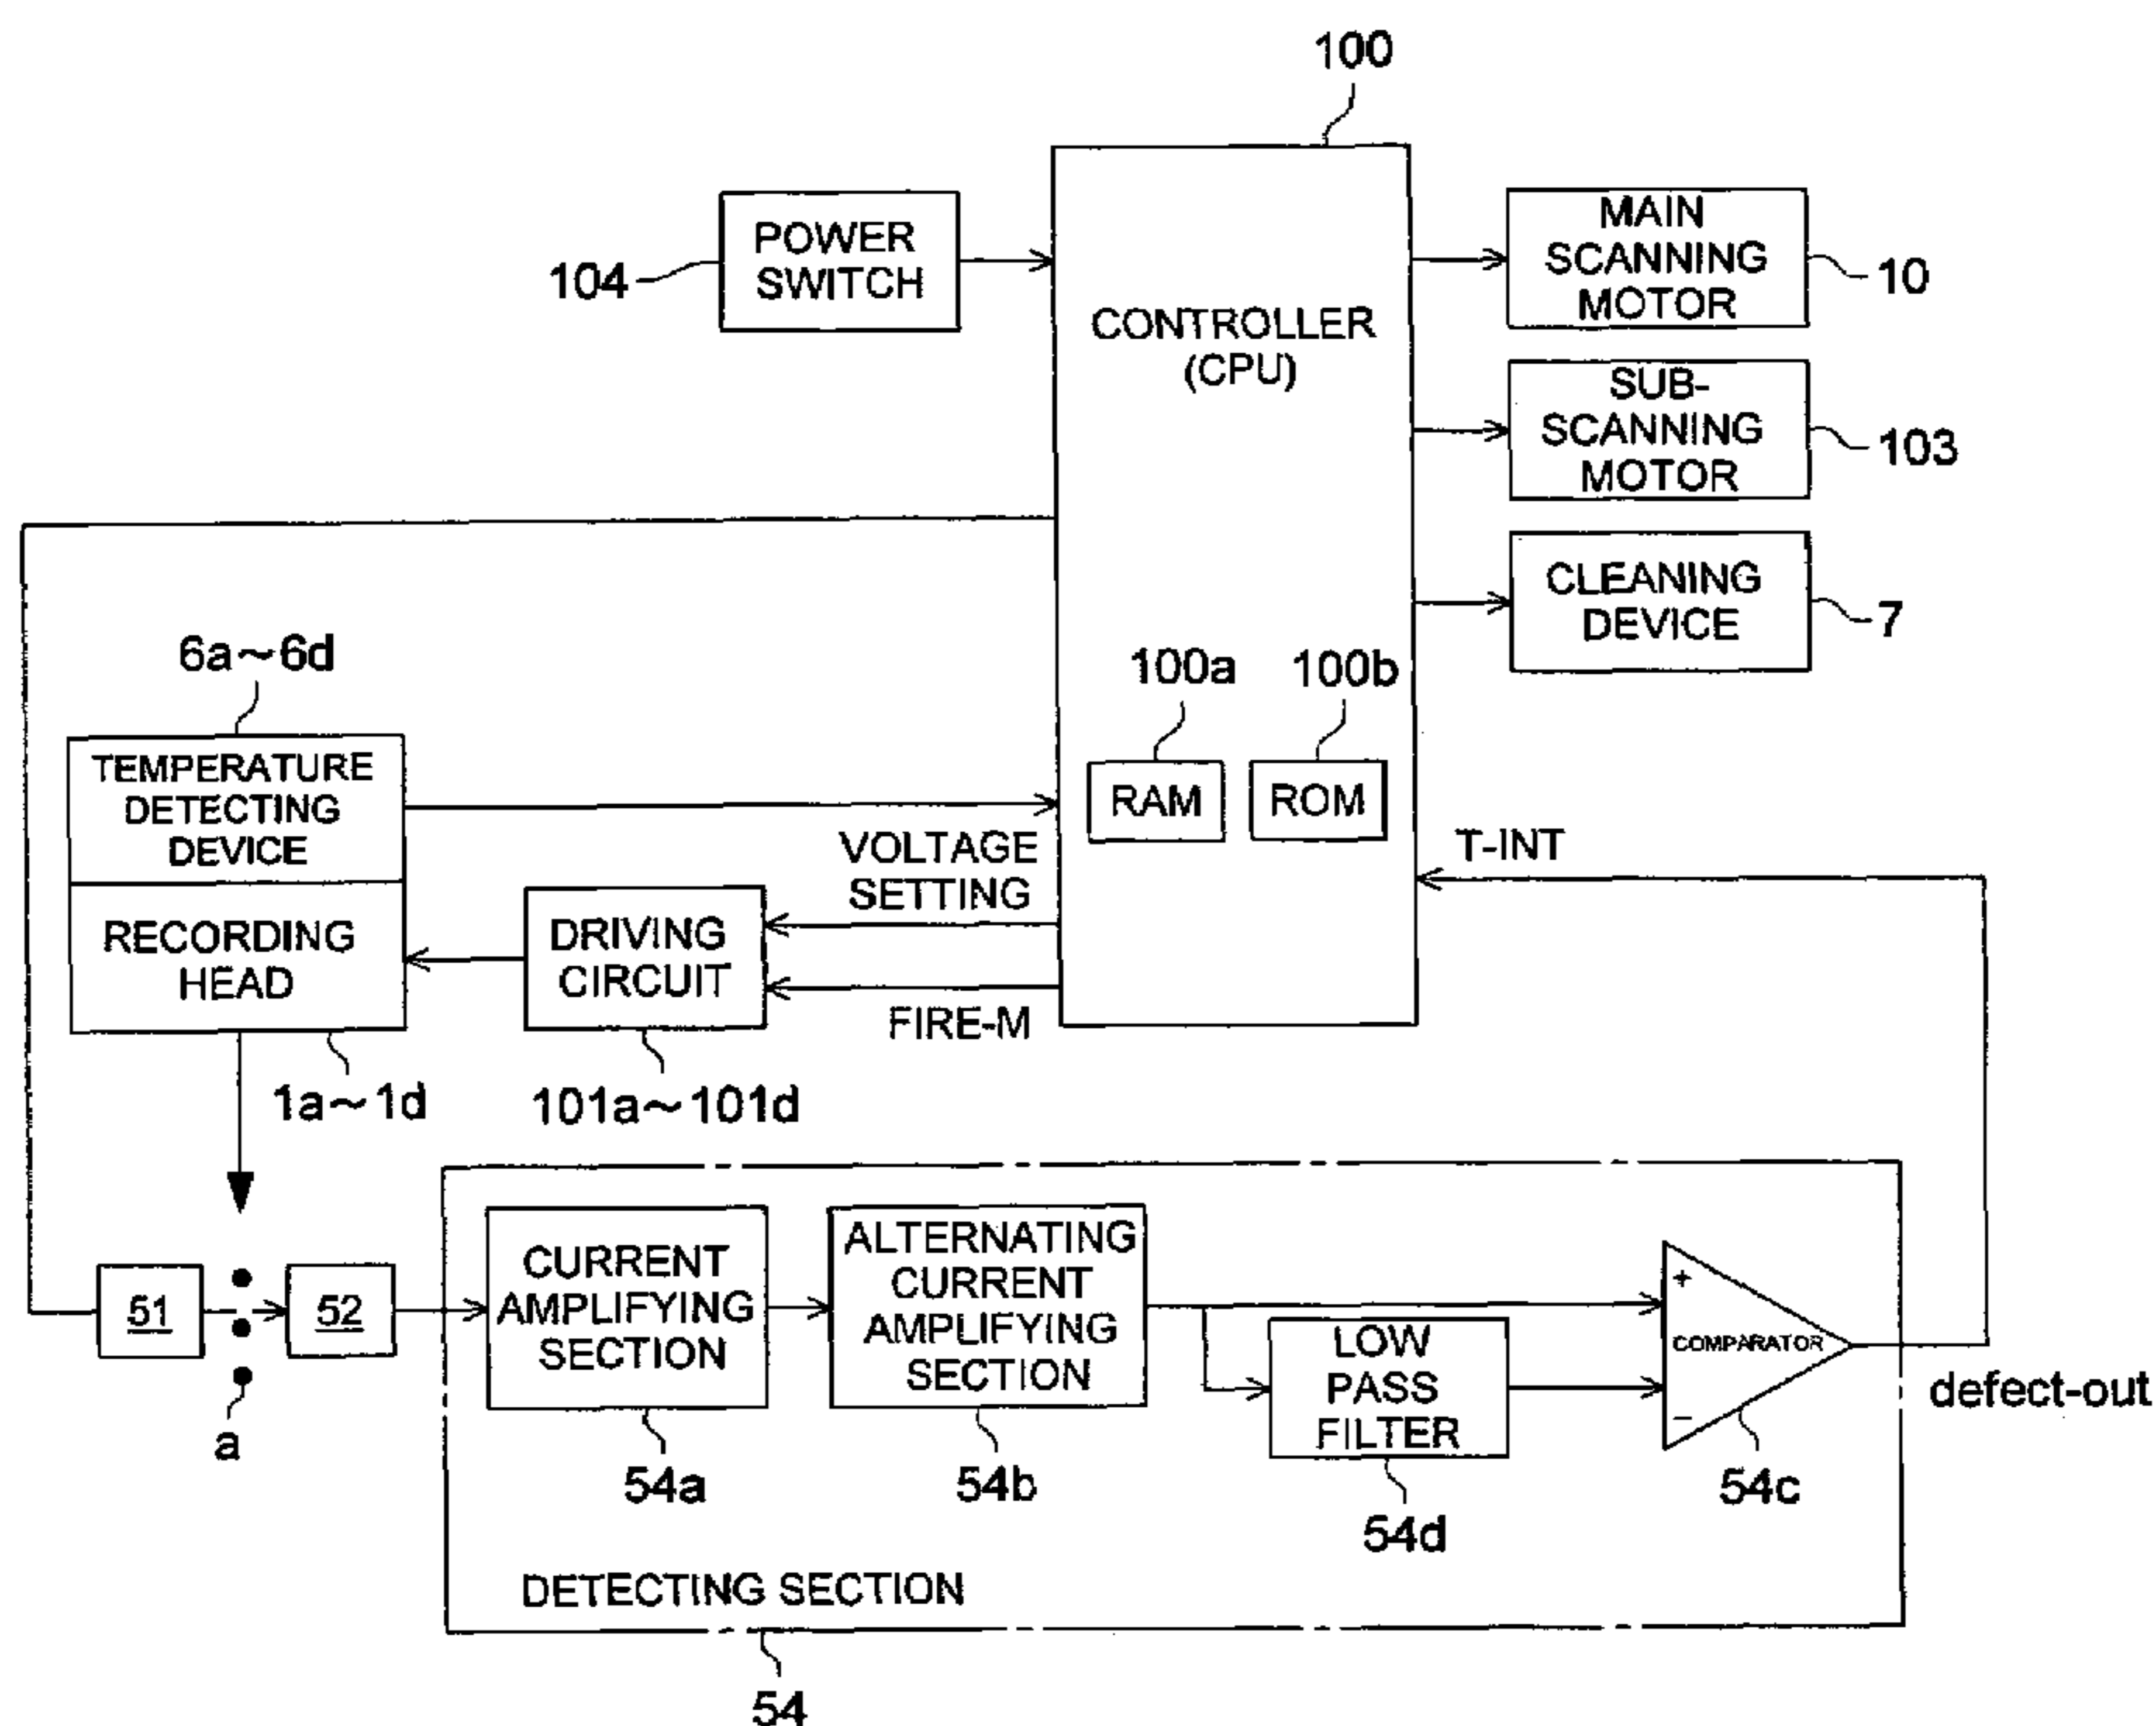 100
POWER
SWITCH
104
CONTROLLER
(CPU)
MAIN
SCANNING
MOTOR
10
SUB-
SCANNING
MOTOR
103
CLEANING
DEVICE
7
6a~6d
TEMPERATURE
DETECTING
DEVICE
RECORDING
HEAD
1a~1d
100a
100b
RAM
ROM
VOLTAGE
SETTING
T-INT
DRIVING
CIRCUIT
FIRE-M
101a~101d
51
52
a
CURRENT
AMPLIFYING
SECTION
54a
ALTERNATING
CURRENT
AMPLIFYING
SECTION
54b
LOW
PASS
FILTER
54d
+
COMPARATOR
−
54c
defect-out
DETECTING SECTION
54